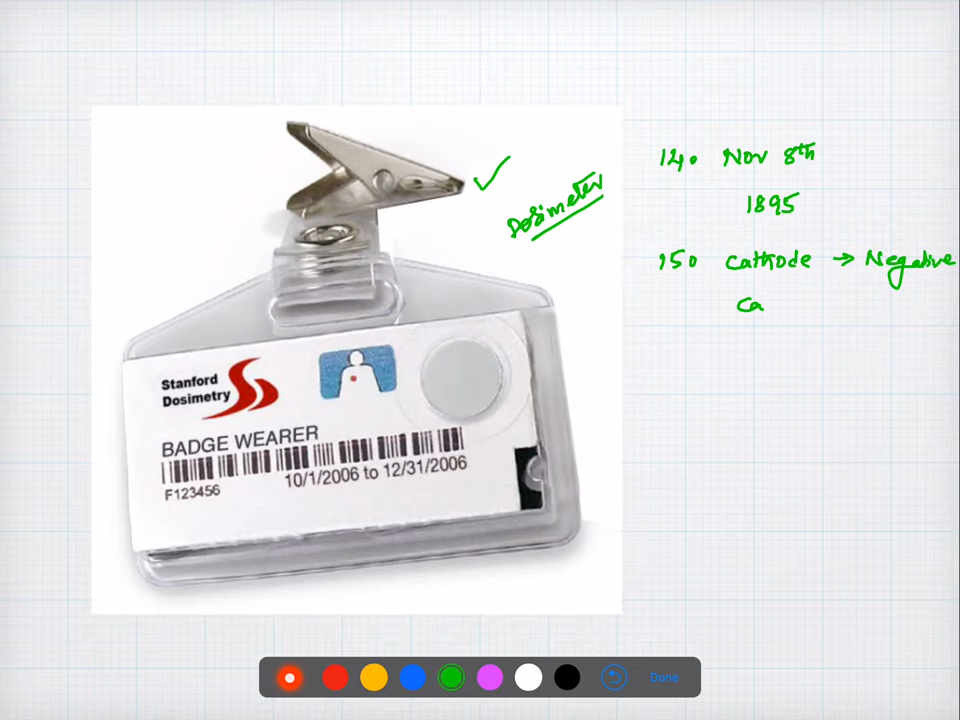 Stanford
Dosimetry
BADGE WEARER
F123456
10/1/2006 to 12/31/2006
Dosimeter
140 Nov 8th
1895
150 Cathode → Negative
Ca
Done